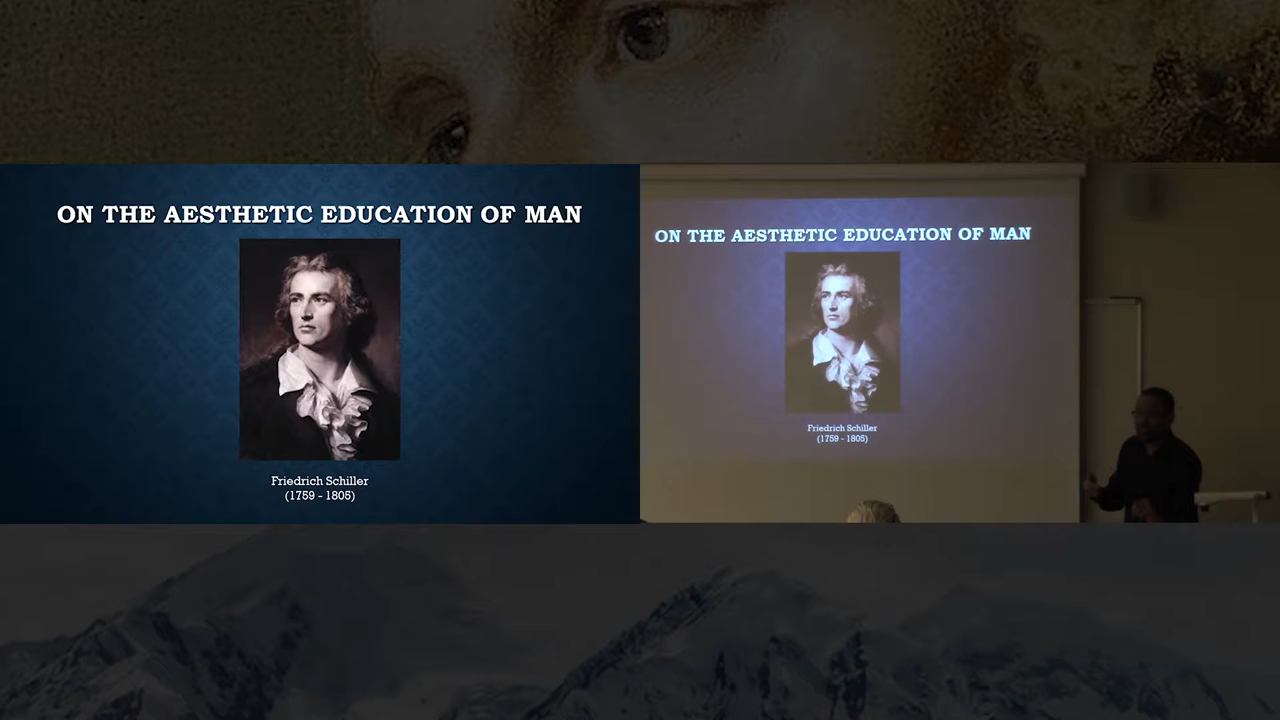 ON THE AESTHETIC EDUCATION OF MAN
Friedrich Schiller
(1759 - 1805)
ON THE AESTHETIC EDUCATION OF MAN
Friedrich Schiller
(1759 - 1805)